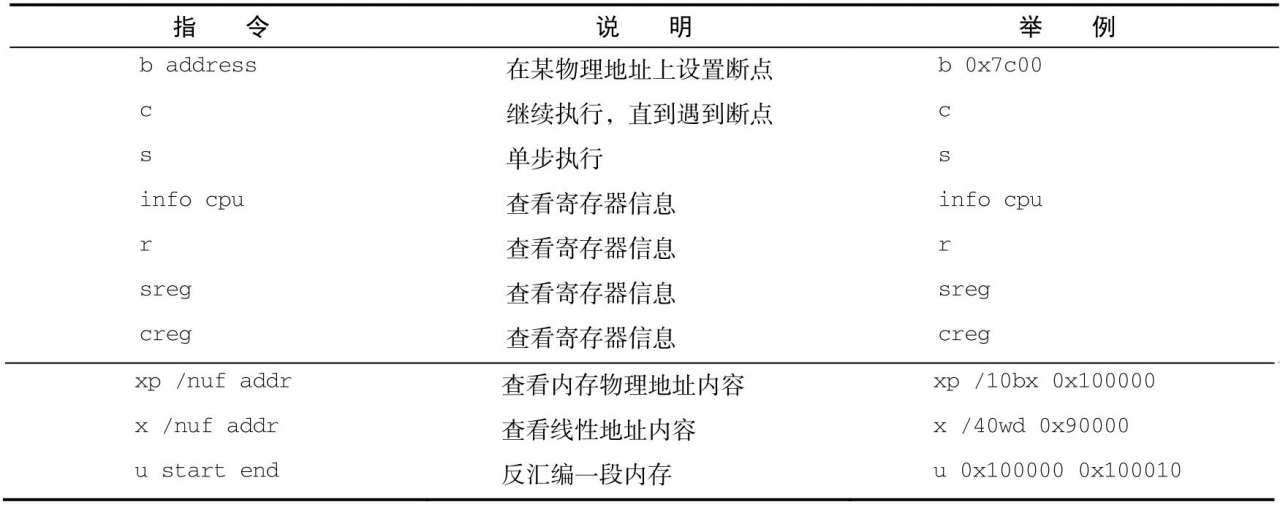 指 令 说 明 举 例
b address 在某物理地址上设置断点 b 0x7c00
c 继续执行，直到遇到断点 c
s 单步执行 s
info cpu 查看寄存器信息 info cpu
r 查看寄存器信息 r
sreg 查看寄存器信息 sreg
creg 查看寄存器信息 creg
xp /nuf addr 查看内存物理地址内容 xp /10bx 0x100000
x /nuf addr 查看线性地址内容 x /40wd 0x90000
u start end 反汇编一段内存 u 0x100000 0x100010